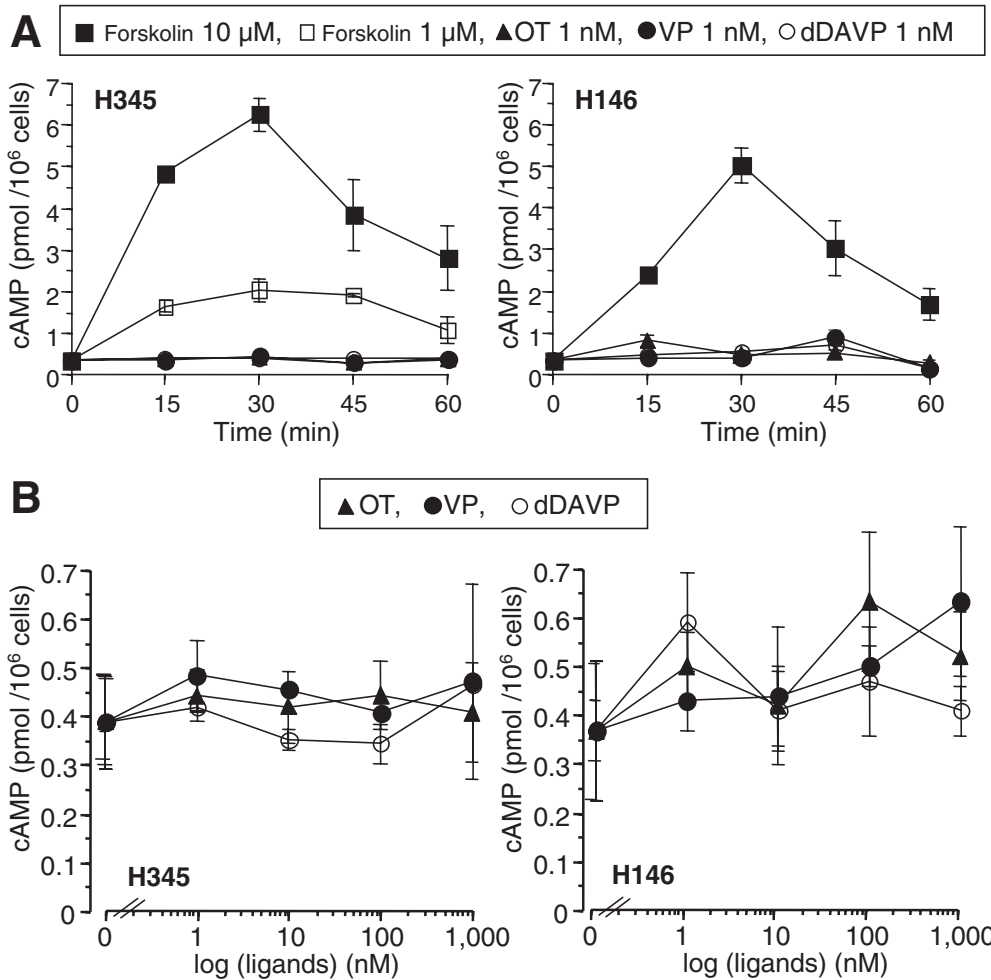 A
■ Forskolin 10 µM, □ Forskolin 1 µM, ▲OT 1 nM, ●VP 1 nM, ○ dDAVP 1 nM
H345
cAMP (pmol /10⁶ cells)
7
6
5
4
3
2
1
0
0 15 30 45 60
Time (min)
H146
cAMP (pmol /10⁶ cells)
7
6
5
4
3
2
1
0
0 15 30 45 60
Time (min)
B
▲OT, ●VP, ○ dDAVP
cAMP (pmol /10⁶ cells)
0.7
0.6
0.5
0.4
0.3
0.2
0.1
0
H345
0 1 10 100 1,000
log (ligands) (nM)
cAMP (pmol /10⁶ cells)
0.7
0.6
0.5
0.4
0.3
0.2
0.1
0
H146
0 1 10 100 1,000
log (ligands) (nM)